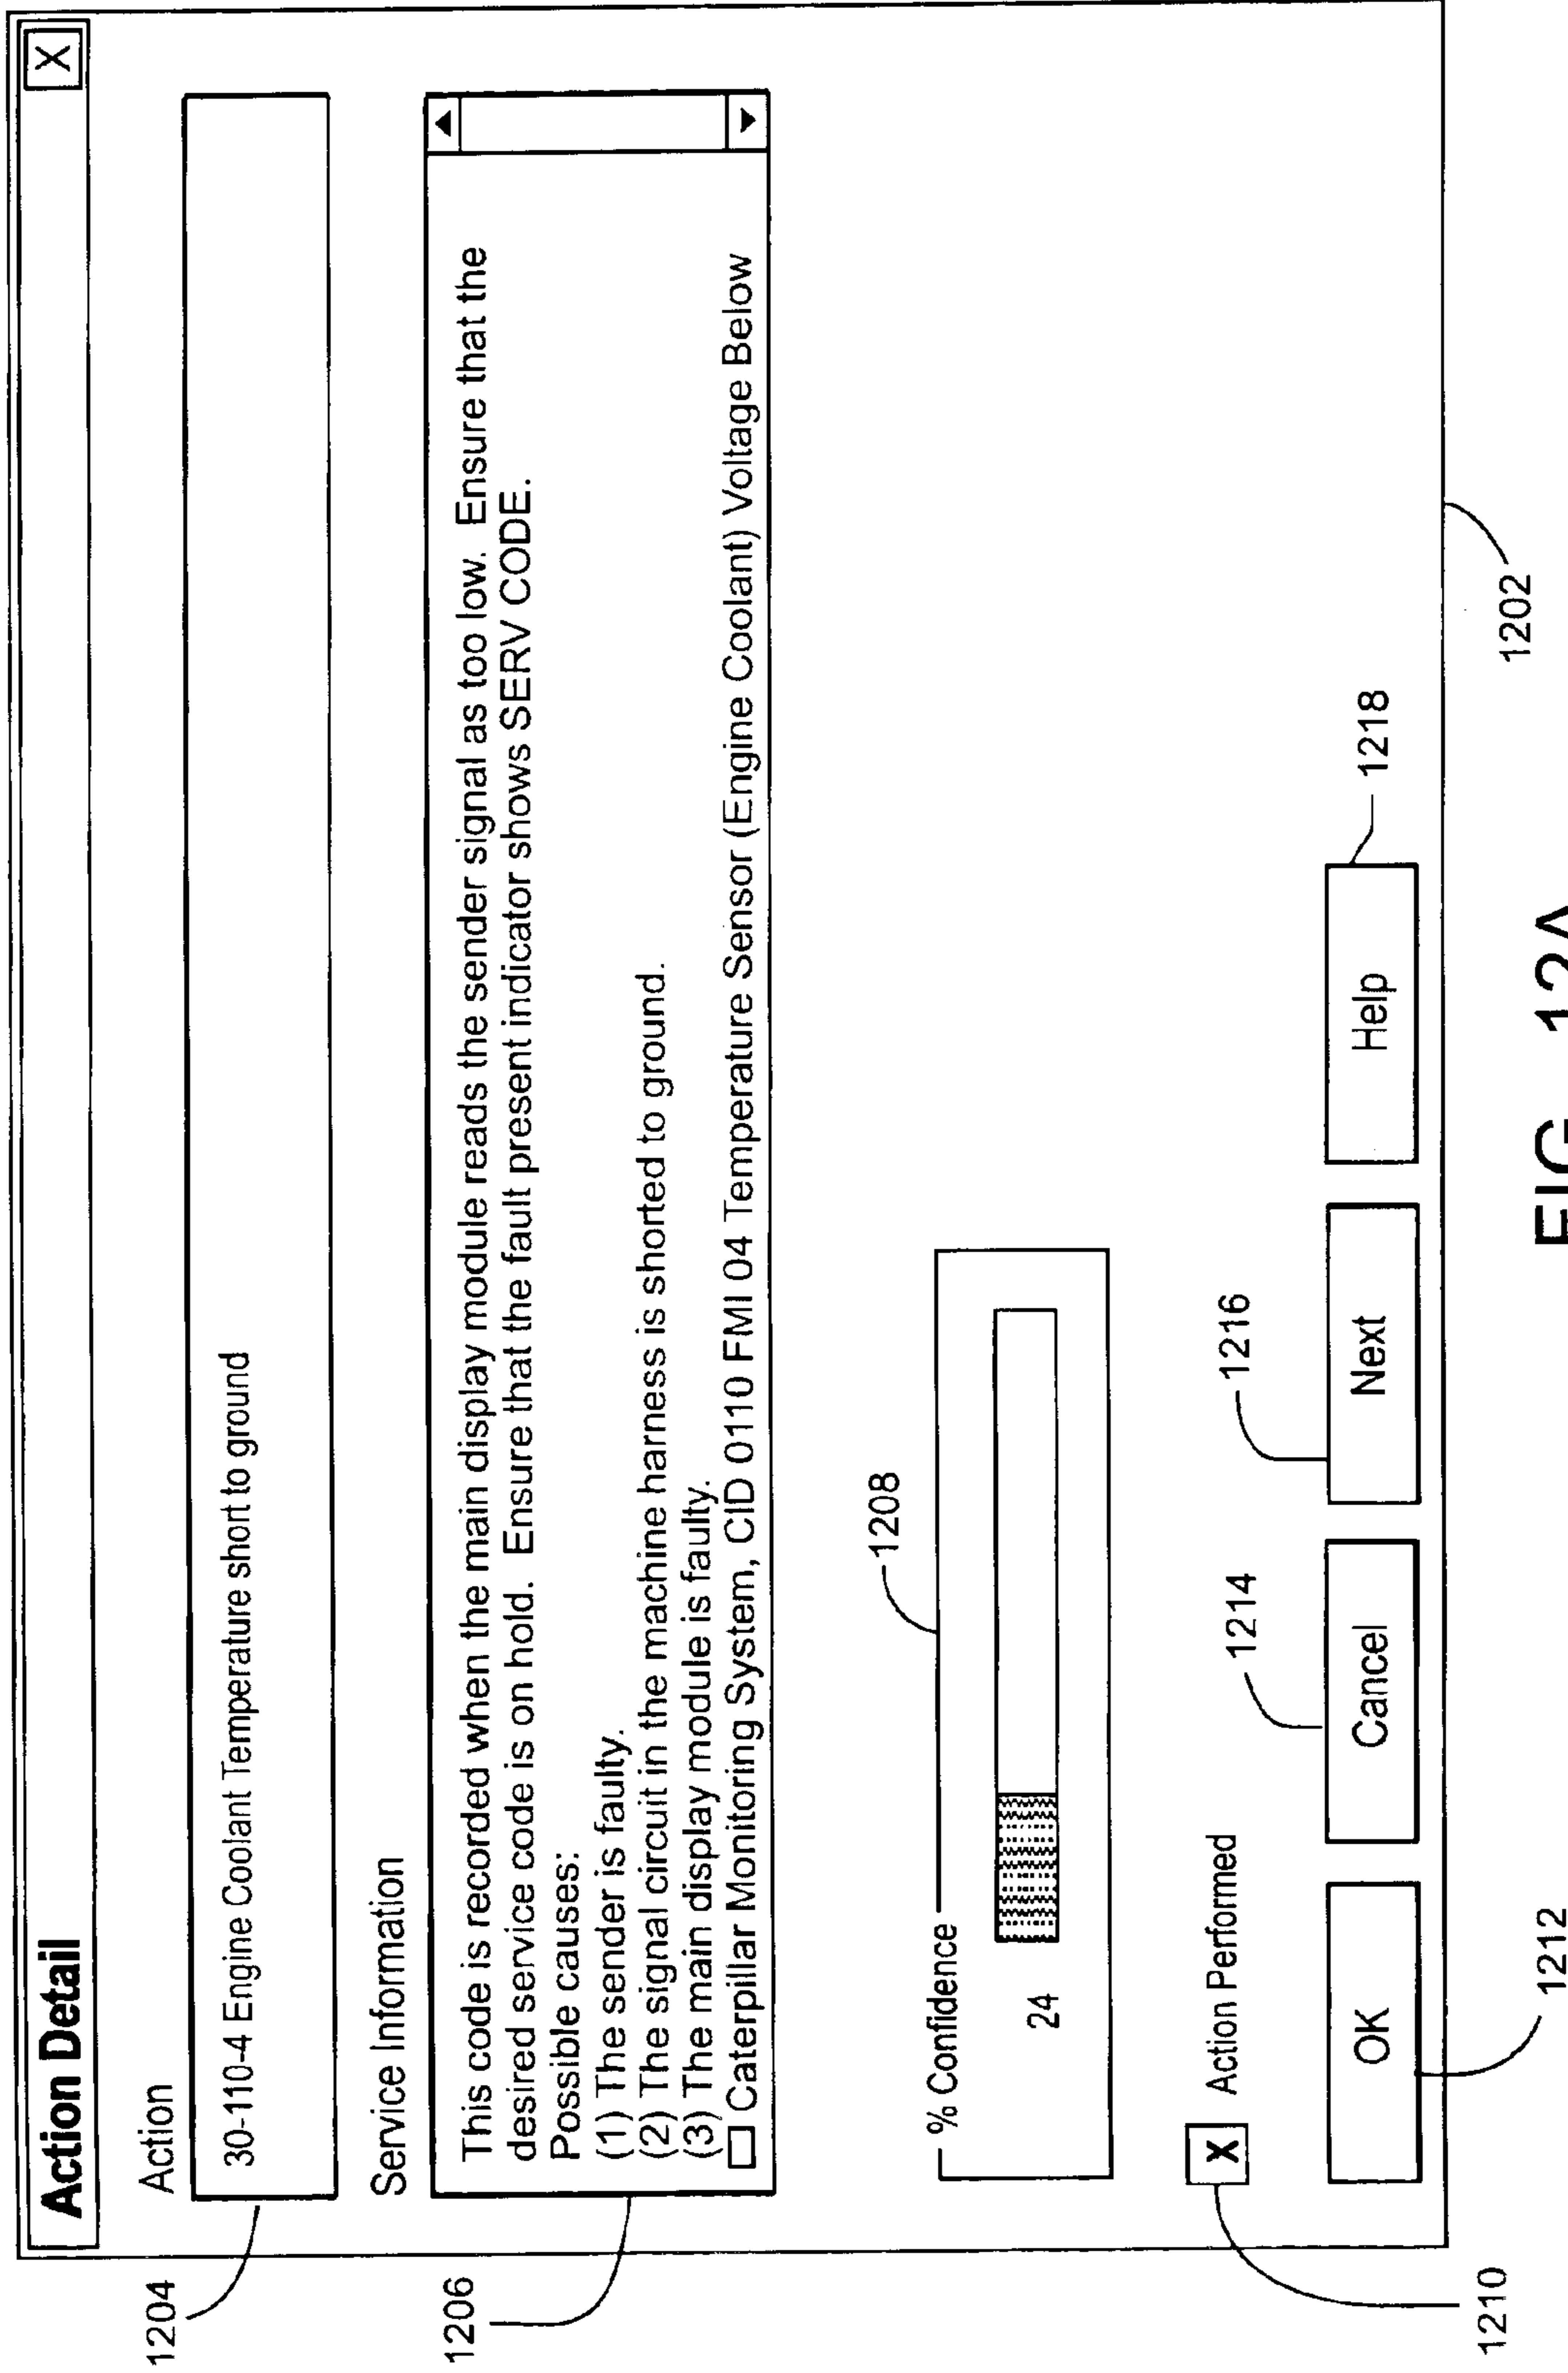 Action Detail
X
Action
1204
30-110-4 Engine Coolant Temperature short to ground
Service Information
1206
This code is recorded when the main display module reads the sender signal as too low. Ensure that the
desired service code is on hold. Ensure that the fault present indicator shows SERV CODE.
Possible causes:
(1) The sender is faulty.
(2) The signal circuit in the machine harness is shorted to ground.
(3) The main display module is faulty.
Caterpillar Monitoring System, CID 0110 FMI 04 Temperature Sensor (Engine Coolant) Voltage Below
1208
% Confidence
24
X Action Performed
1214
1216
1218
OK
Cancel
Next
Help
1210
1212
1202
FIG. 12A